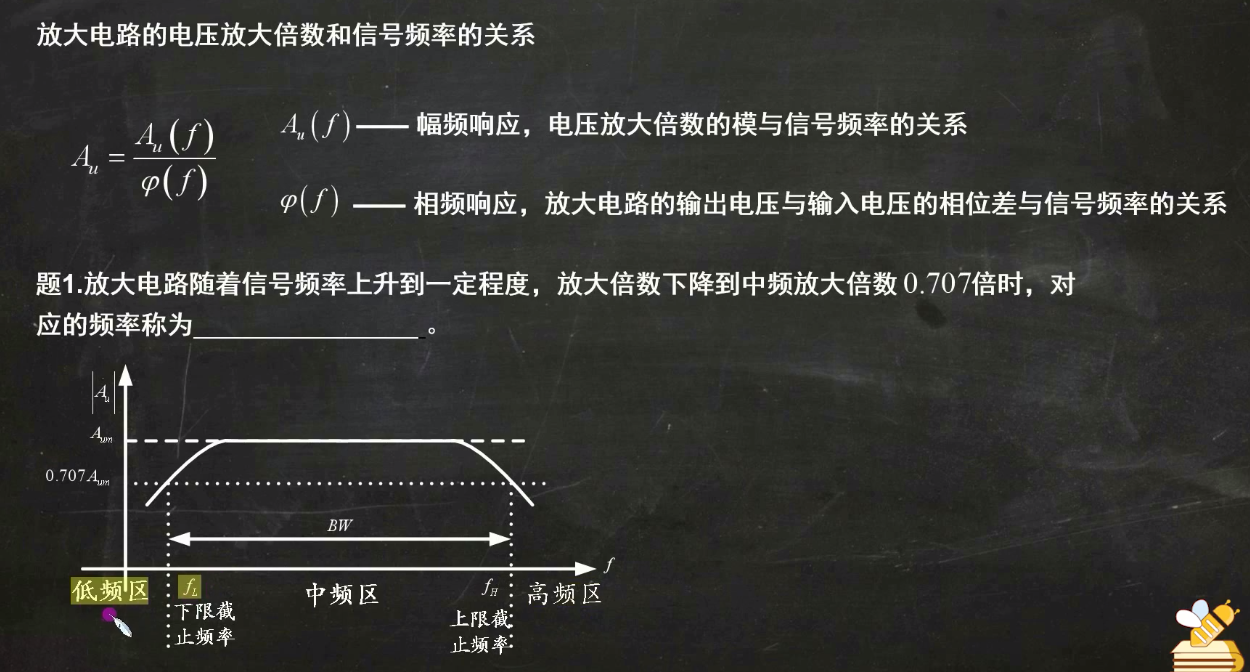 放大电路的电压放大倍数和信号频率的关系
A_u = A_u(f) / φ(f)
A_u(f) —— 幅频响应，电压放大倍数的模与信号频率的关系
φ(f) —— 相频响应，放大电路的输出电压与输入电压的相位差与信号频率的关系
题1.放大电路随着信号频率上升到一定程度，放大倍数下降到中频放大倍数0.707倍时，对
应的频率称为_________________。
|A_u|
A_um
0.707A_um
BW
f
低频区 f_L 中频区 f_H 高频区
下限截
止频率
上限截
止频率